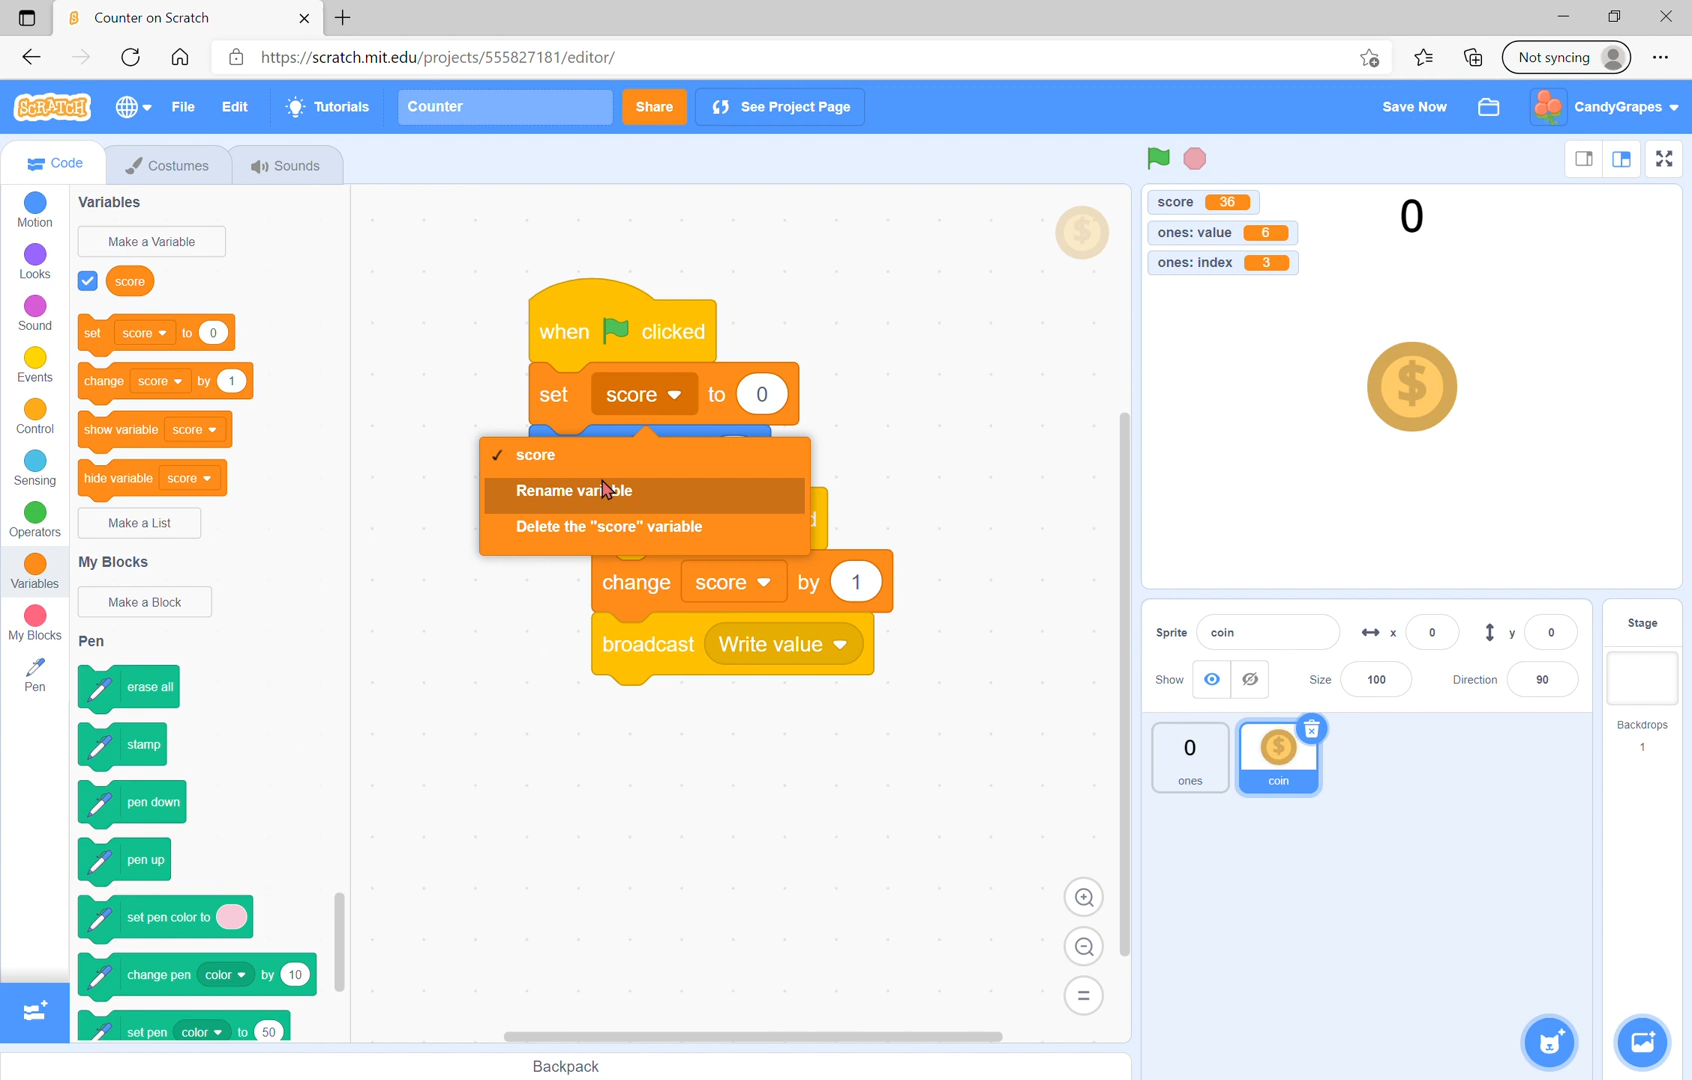 Counter on Scratch
https://scratch.mit.edu/projects/555827181/editor/
Not syncing
SCRATCH
File
Edit
Tutorials
Counter
Share
See Project Page
Save Now
CandyGrapes
Code
Costumes
Sounds
Motion
Looks
Sound
Events
Control
Sensing
Operators
Variables
My Blocks
Pen
Variables
Make a Variable
score
set score to 0
change score by 1
show variable score
hide variable score
Make a List
My Blocks
Make a Block
Pen
erase all
stamp
pen down
pen up
set pen color to
change pen color by 10
set pen color to 50
when clicked
set score to 0
score
Rename variable
Delete the "score" variable
change score by 1
broadcast Write value
Backpack
score 36
ones: value 6
ones: index 3
0
$
Sprite coin x 0 y 0
Show Size 100 Direction 90
0
ones
$
coin
Stage
Backdrops
1